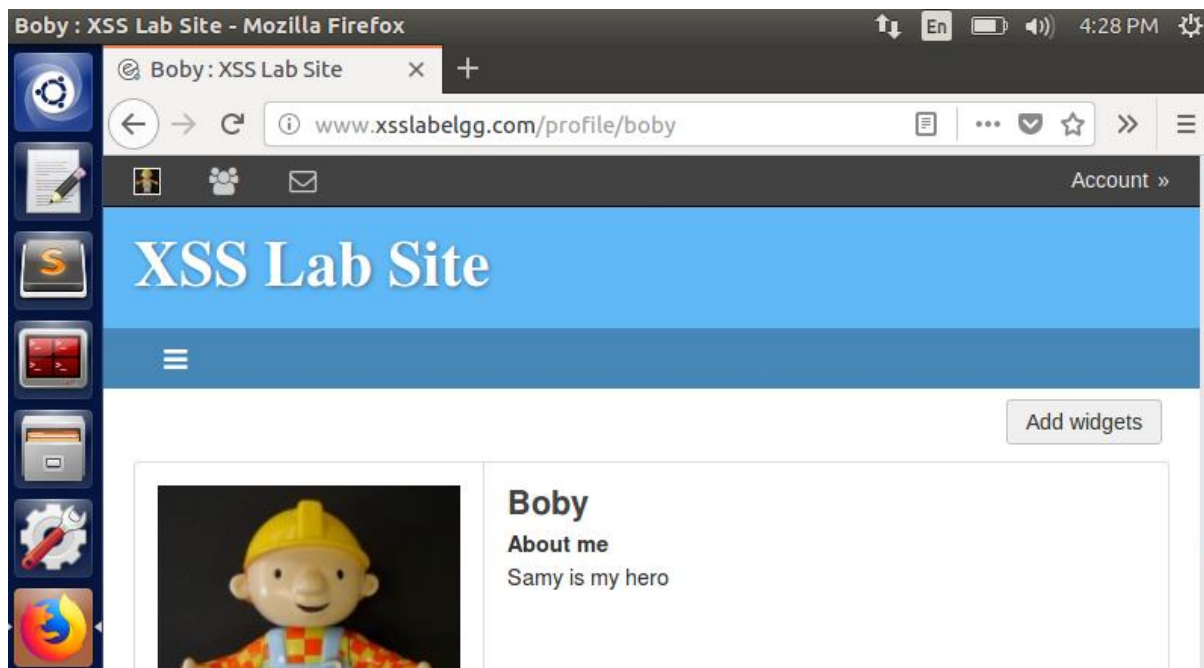 Boby : XSS Lab Site - Mozilla Firefox
En
4:28 PM
Boby : XSS Lab Site
www.xsslabelgg.com/profile/boby
Account »
XSS Lab Site
Add widgets
Boby
About me
Samy is my hero